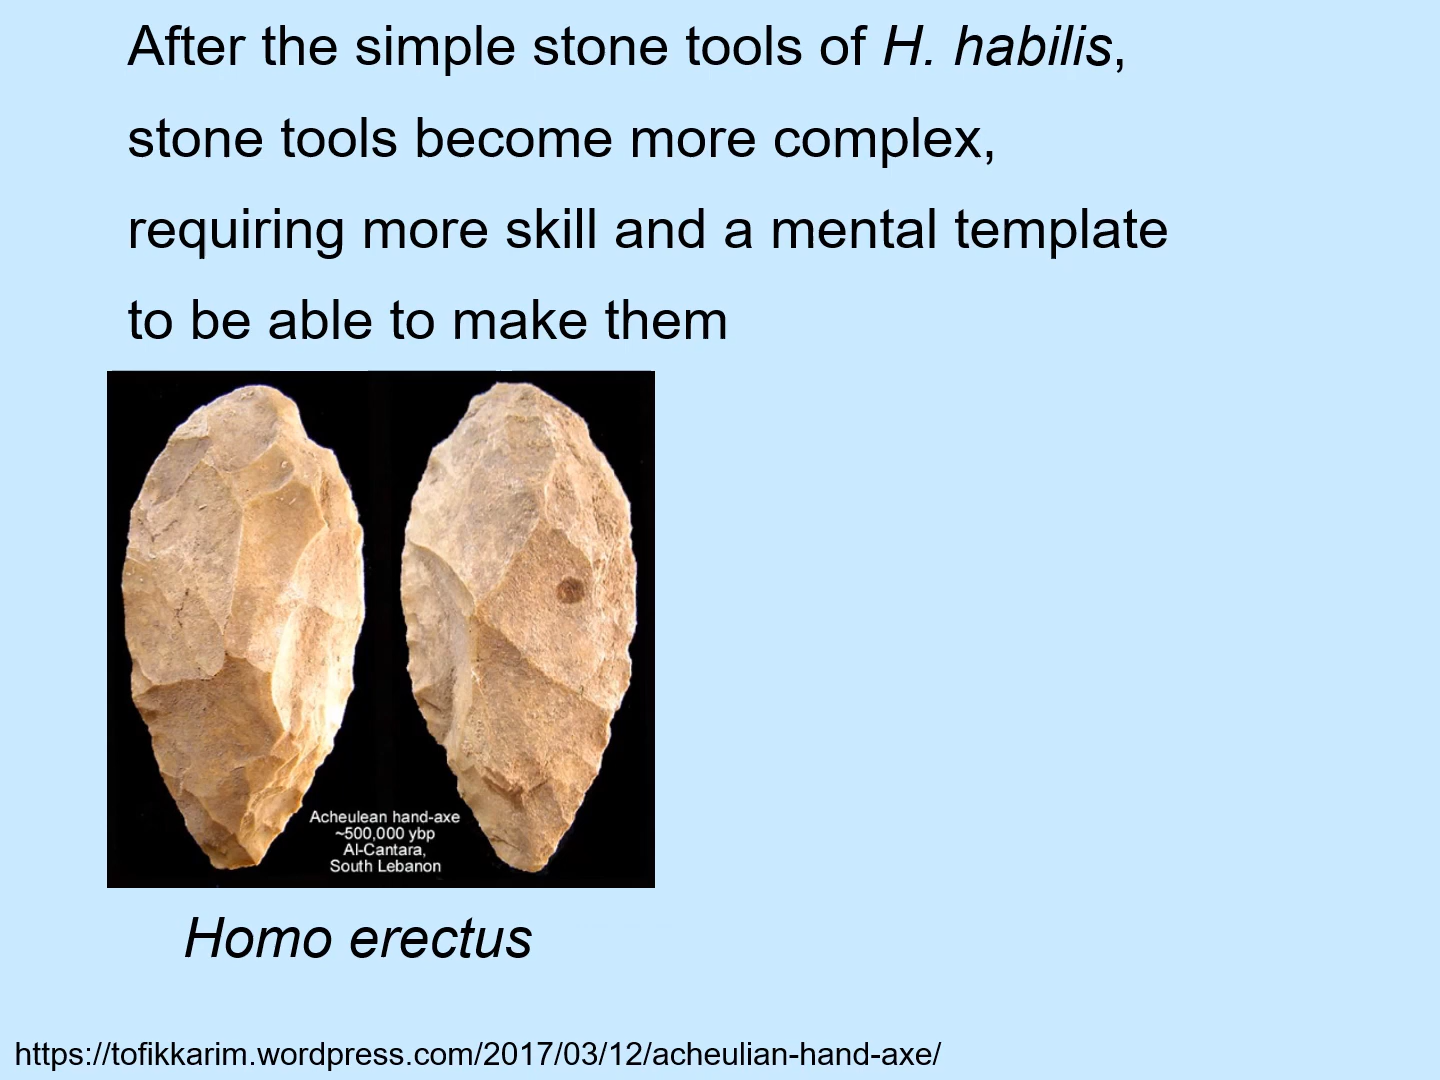 After the simple stone tools of H. habilis,
stone tools become more complex,
requiring more skill and a mental template
to be able to make them
Acheulean hand-axe
~500,000 ybp
Al-Cantara,
South Lebanon
Homo erectus
https://tofikkarim.wordpress.com/2017/03/12/acheulian-hand-axe/